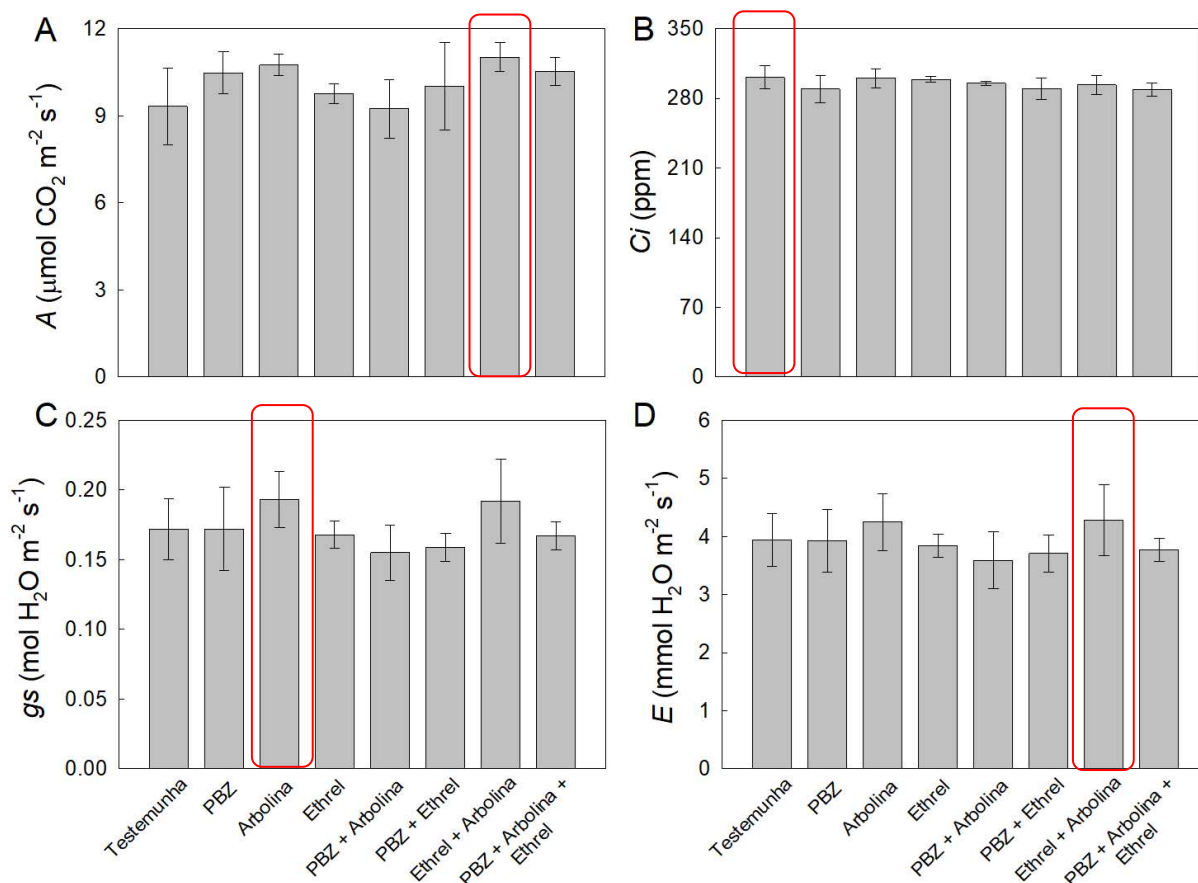 A
12
9
6
3
0
A (μmol CO₂ m⁻² s⁻¹)
B
350
280
210
140
70
0
Ci (ppm)
C
0.25
0.20
0.15
0.10
0.05
0.00
gs (mol H₂O m⁻² s⁻¹)
Testemunha
PBZ
Arbolina
Ethrel
PBZ + Arbolina
PBZ + Ethrel
Ethrel + Arbolina
PBZ + Arbolina +
Ethrel
D
6
5
4
3
2
1
0
E (mmol H₂O m⁻² s⁻¹)
Testemunha
PBZ
Arbolina
Ethrel
PBZ + Arbolina
PBZ + Ethrel
Ethrel + Arbolina
PBZ + Arbolina +
Ethrel